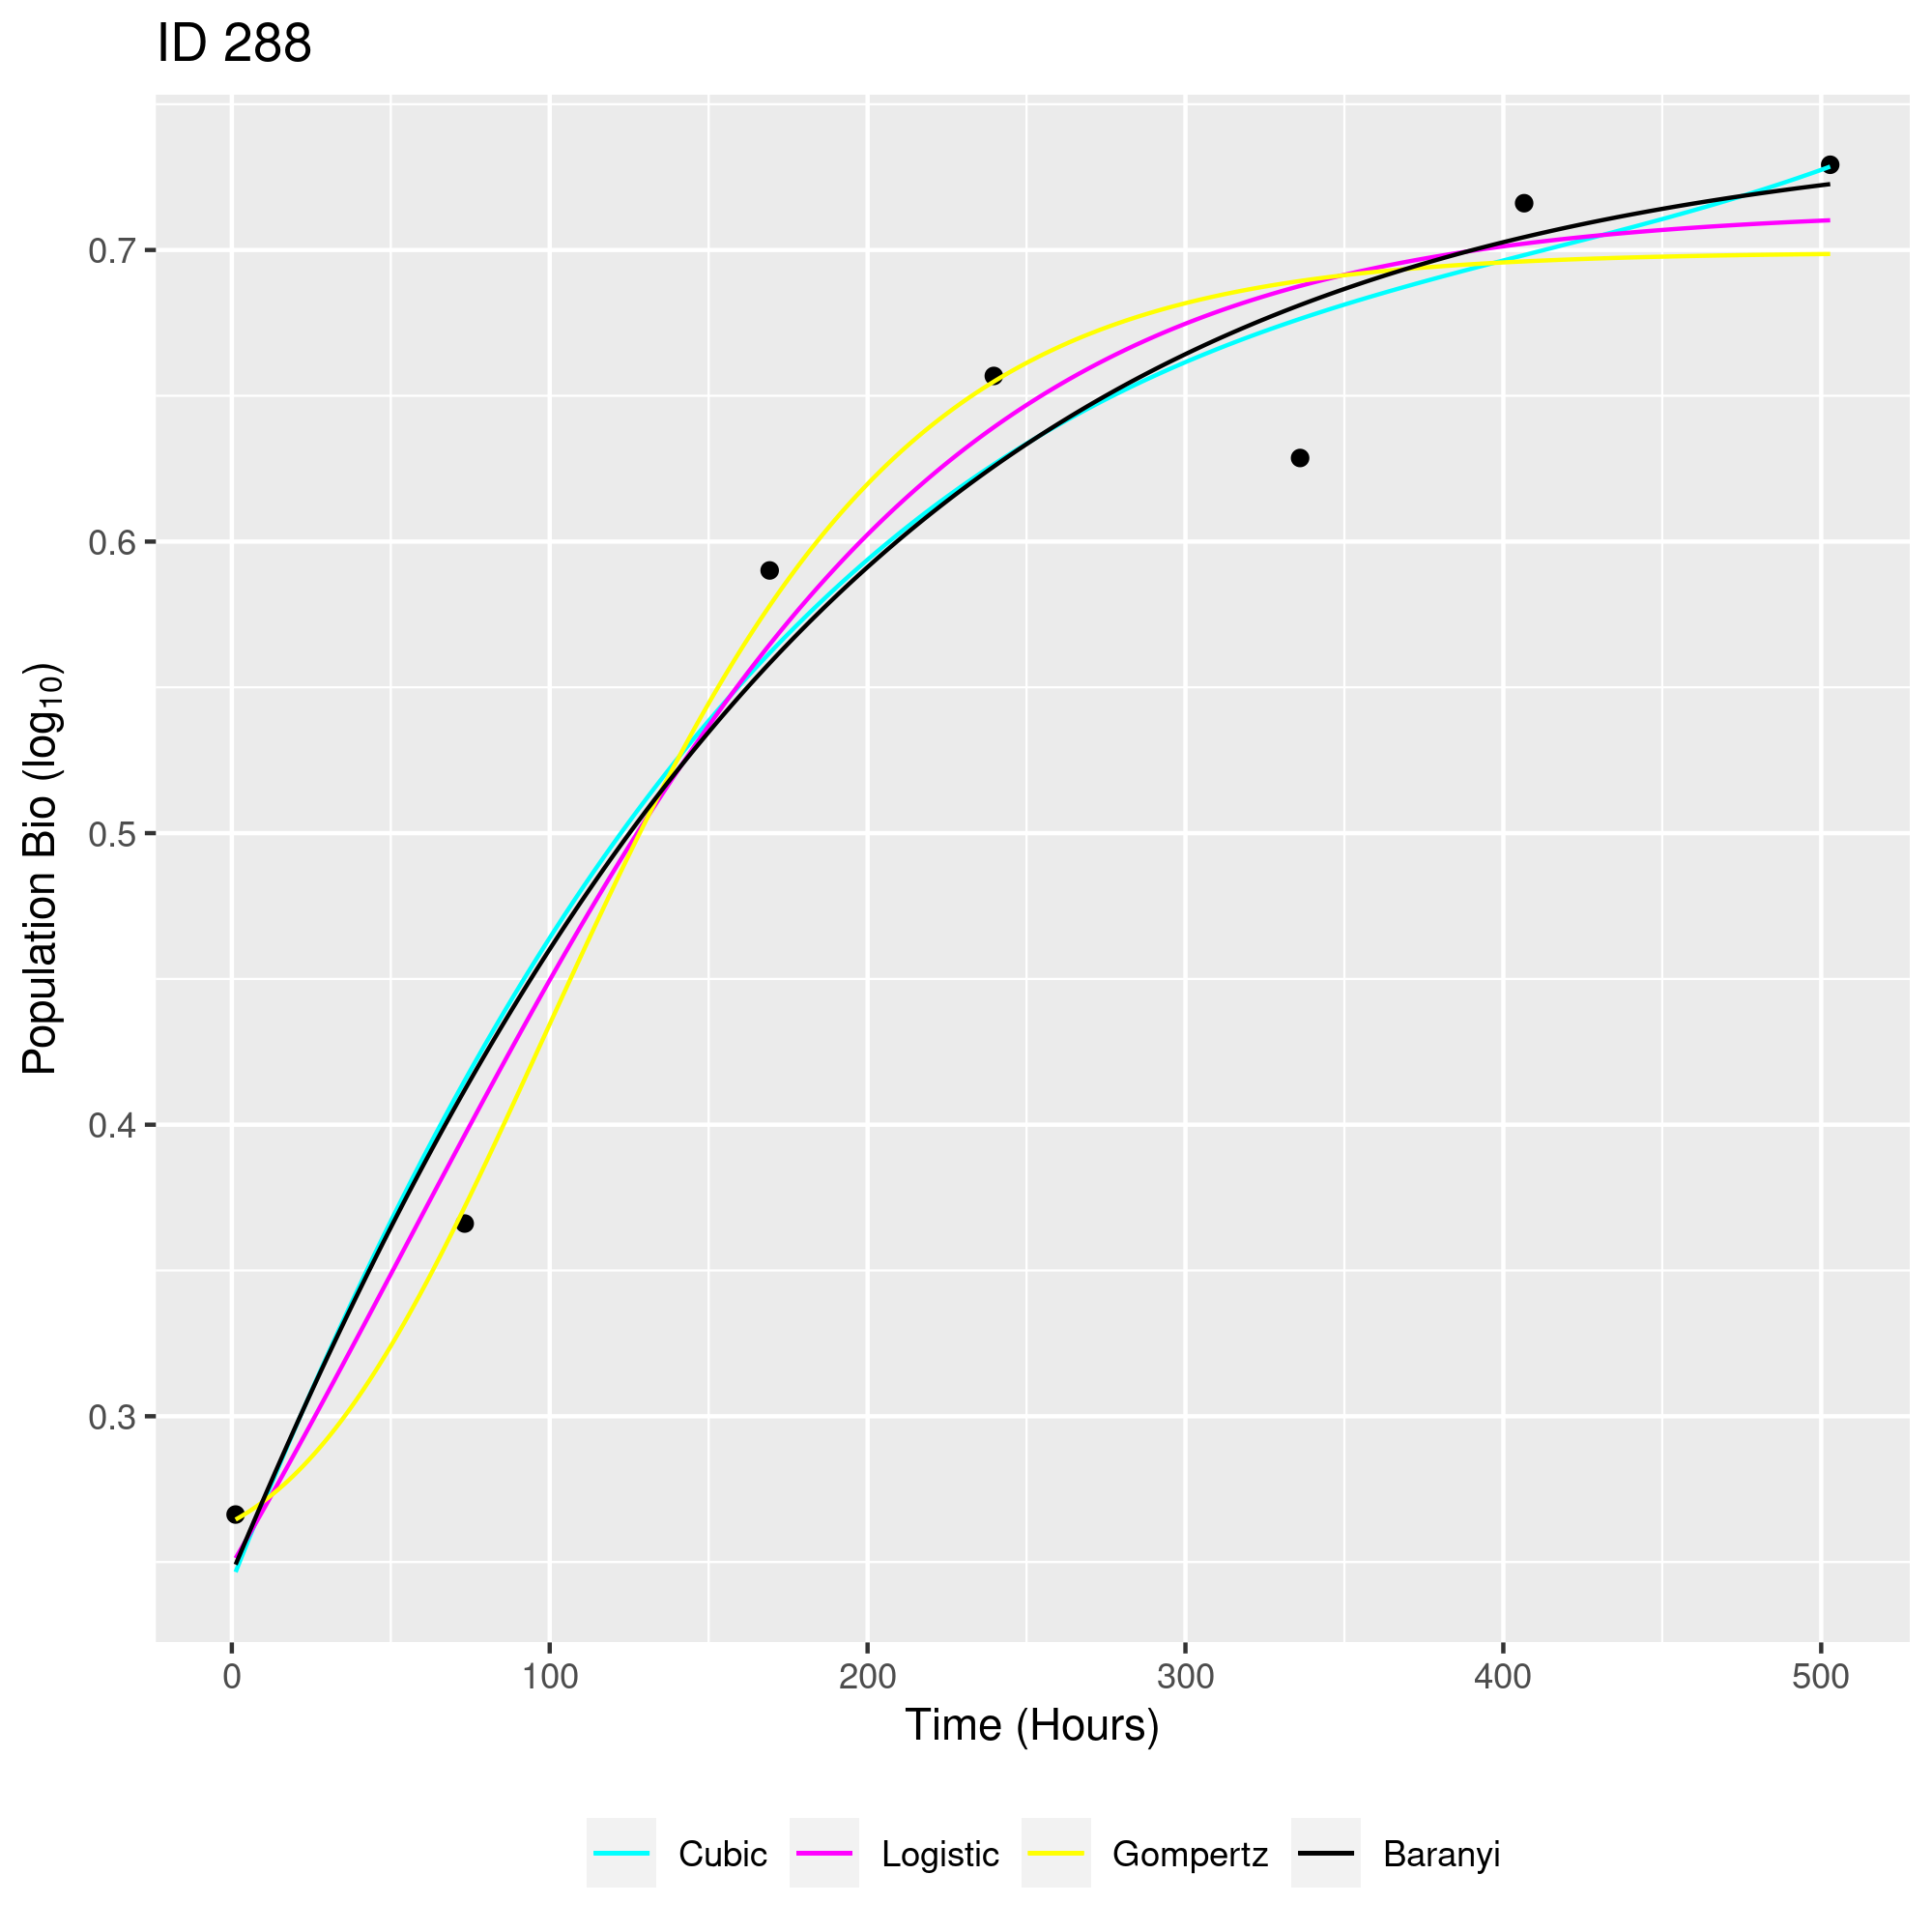 ID 288
Population Bio (log₁₀)
0.7
0.6
0.5
0.4
0.3
0 100 200 300 400 500
Time (Hours)
Cubic Logistic Gompertz Baranyi